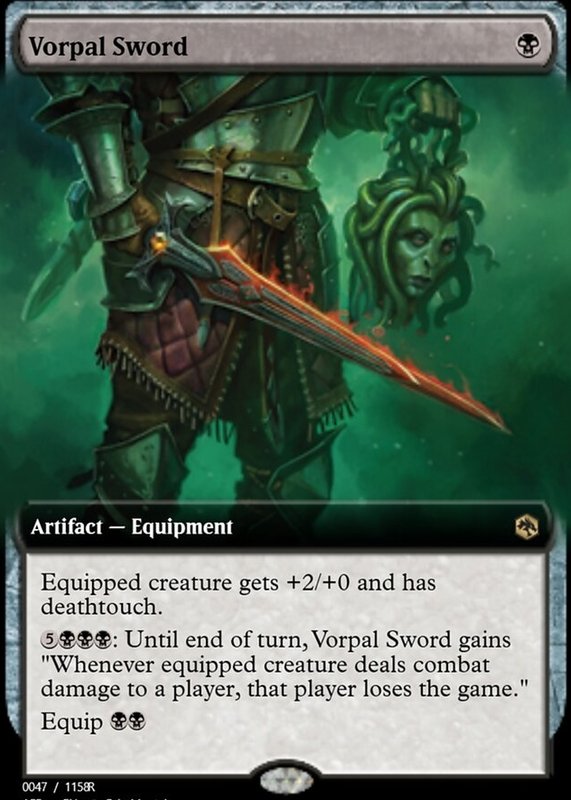 Vorpal Sword
Artifact — Equipment
Equipped creature gets +2/+0 and has
deathtouch.
5: Until end of turn, Vorpal Sword gains
"Whenever equipped creature deals combat
damage to a player, that player loses the game."
Equip
0047 / 1158R